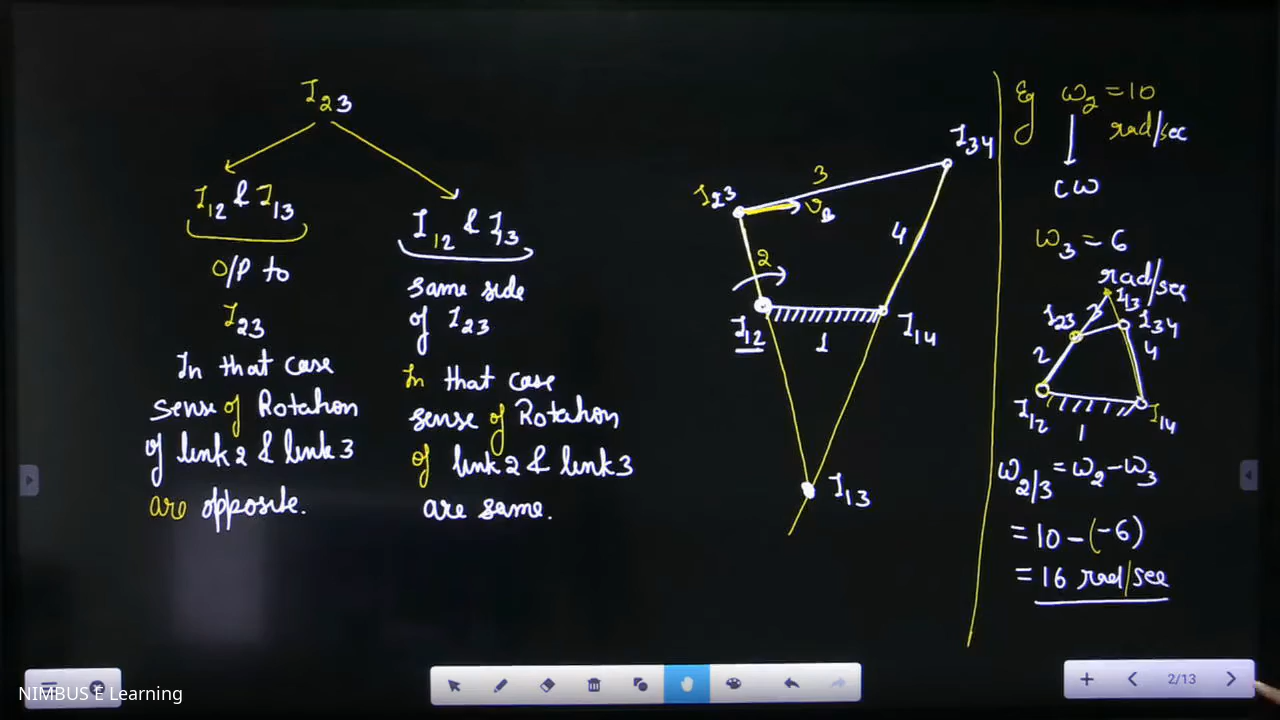 I23
I12 & I13
O/P to
I23
In that case
sense of Rotation
of link 2 & link 3
are opposite.
I12 & I13
same side
of I23
In that case
sense of Rotation
of link 2 & link 3
are same.
I34
I23
3
4
2
I12
1
I14
I13
Eg ω2 = 10
rad/sec
CW
ω3 = 6
rad/sec
I13
I23
3
I34
2
4
I12
1
I14
ω2/3 = ω2 - ω3
= 10 - (-6)
= 16 rad/sec
2/13
NIMBUS E Learning